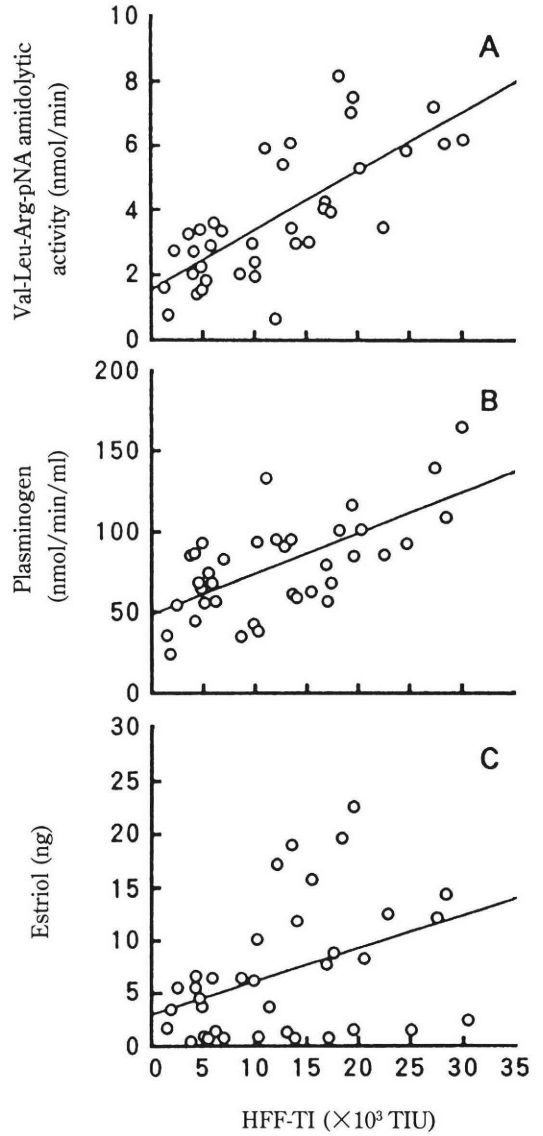 10
A
8
6
4
2
0
Val-Leu-Arg-pNA amidolytic
activity (nmol/min)
200
B
150
100
50
0
Plasminogen
(nmol/min/ml)
30
C
25
20
15
10
5
0
Estriol (ng)
0 5 10 15 20 25 30 35
HFF-TI (×10³ TIU)